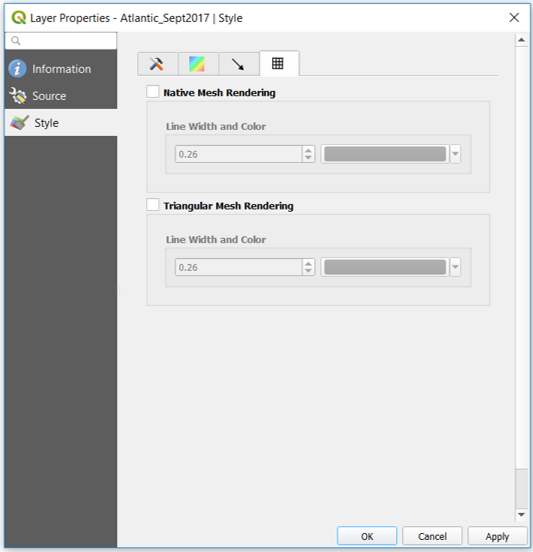 Layer Properties - Atlantic_Sept2017 | Style
Information
Source
Style
Native Mesh Rendering
Line Width and Color
0.26
Triangular Mesh Rendering
Line Width and Color
0.26
OK
Cancel
Apply